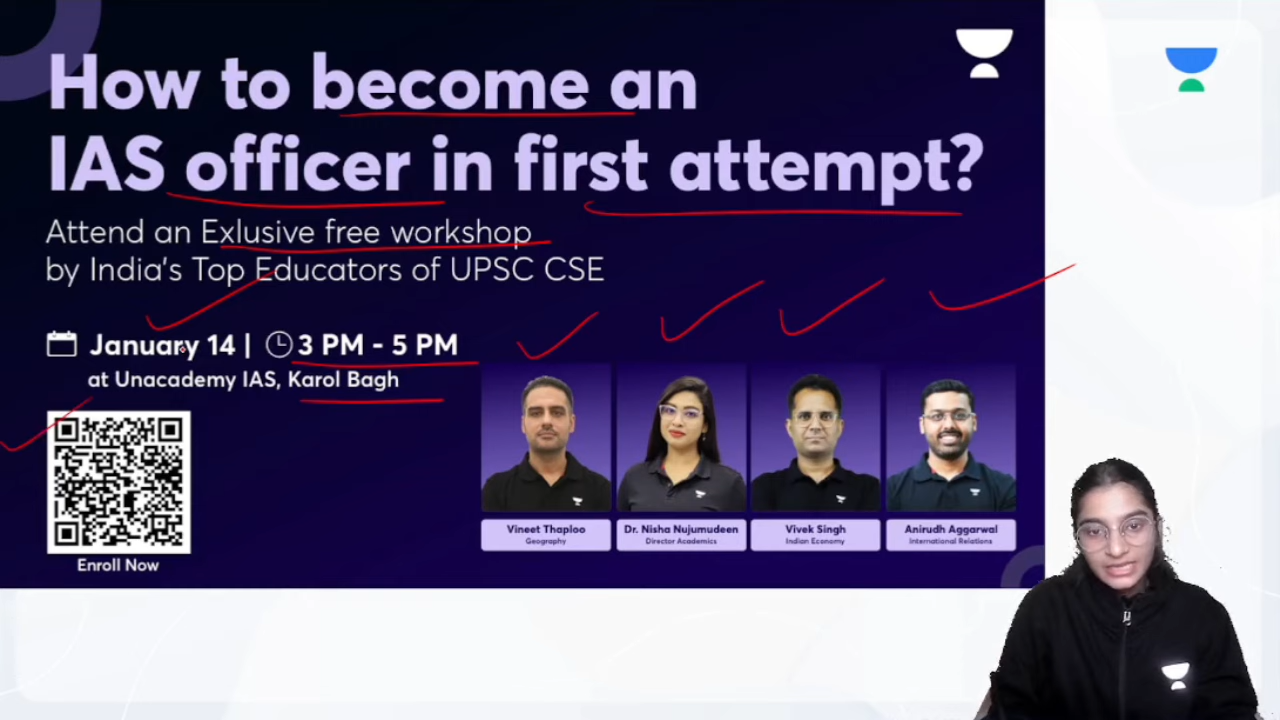 How to become an
IAS officer in first attempt?
Attend an Exlusive free workshop
by India's Top Educators of UPSC CSE
January 14 | 3 PM - 5 PM
at Unacademy IAS, Karol Bagh
Enroll Now
Vineet Thaploo
Geography
Dr. Nisha Nujumudeen
Director Academics
Vivek Singh
Indian Economy
Anirudh Aggarwal
International Relations